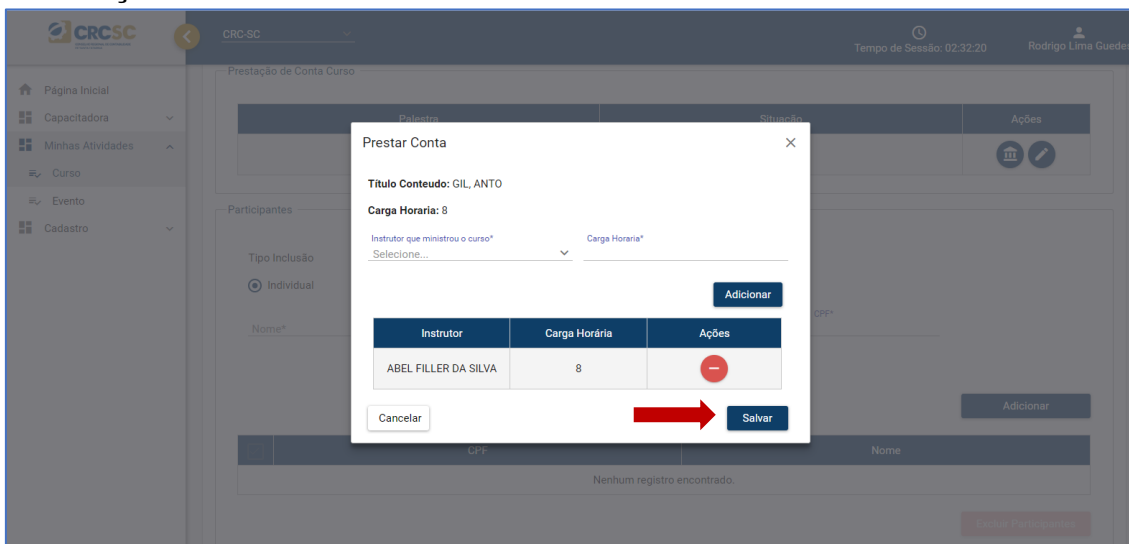 CRCSC
CRC-SC
Tempo de Sessão: 02:32:20
Rodrigo Lima Guedes
Página Inicial
Capacitadora
Minhas Atividades
Curso
Evento
Cadastro
Prestação de Conta Curso
Palestra Situação Ações
Prestar Conta
Título Conteudo: GIL, ANTO
Carga Horaria: 8
Instrutor que ministrou o curso* Carga Horaria*
Selecione...
Adicionar
Instrutor Carga Horária Ações
ABEL FILLER DA SILVA 8
Cancelar Salvar
Participantes
Tipo Inclusão
Individual
Nome* CPF*
Adicionar
CPF Nome
Nenhum registro encontrado.
Excluir Participantes